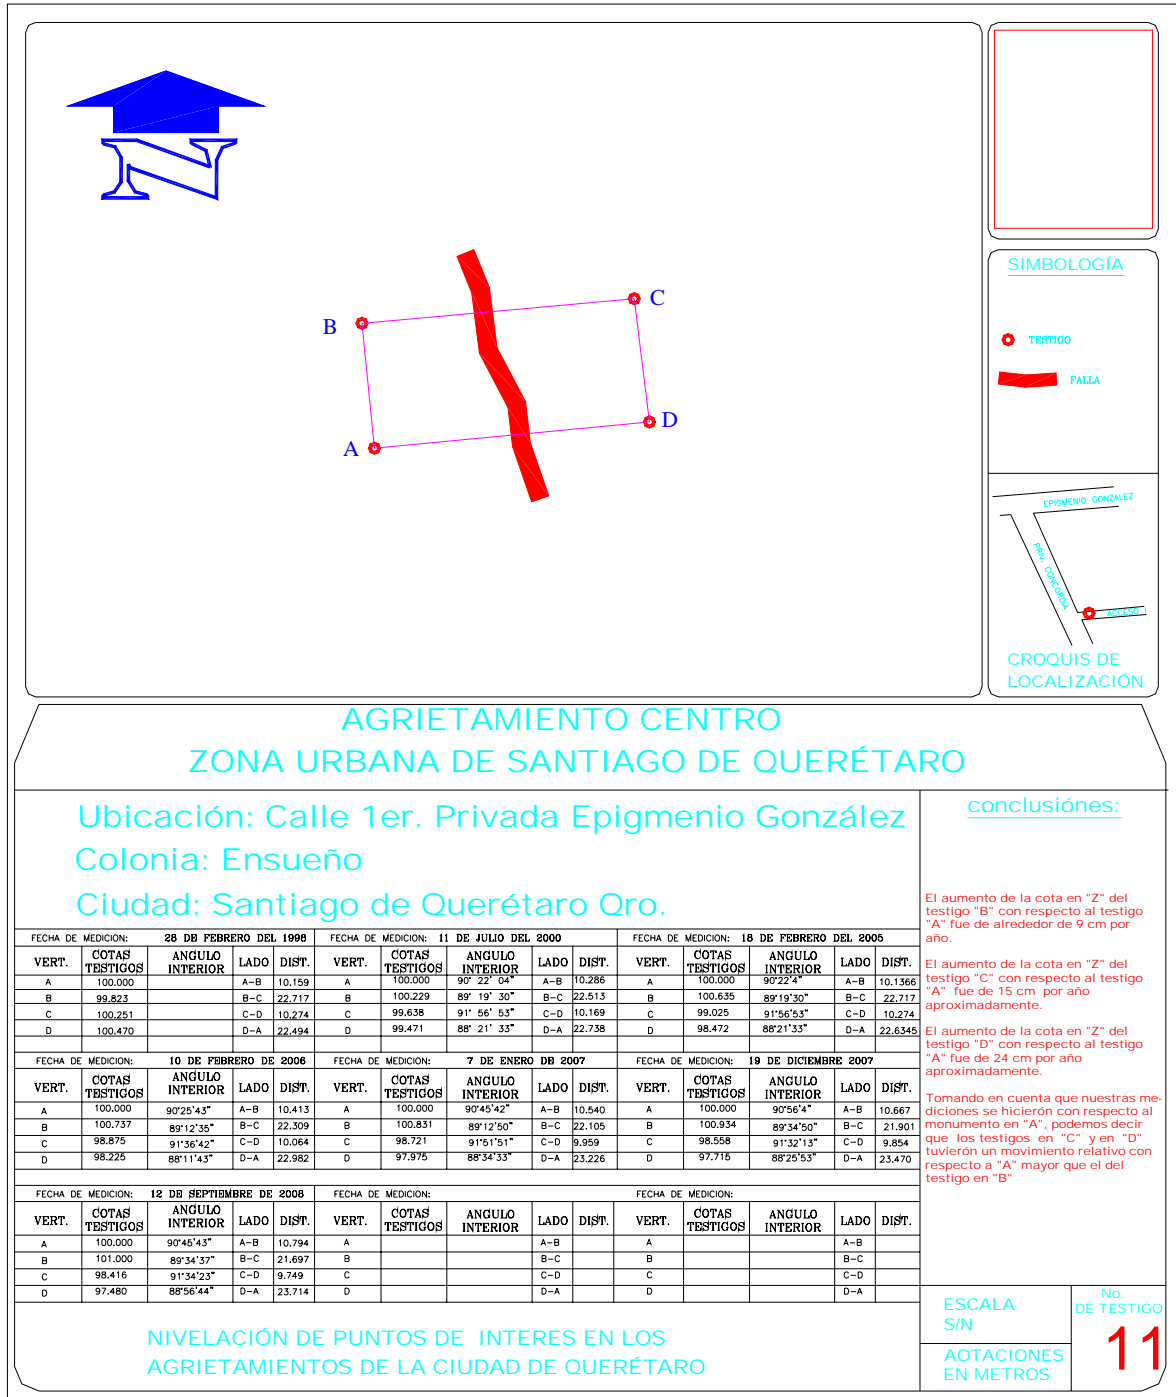 N
B
C
A
D
SIMBOLOGÍA
TESTIGO
FALLA
EPIGMENIO GONZALEZ
PRIV. CONCORDIA
ACCESO
CROQUIS DE
LOCALIZACIÓN
AGRIETAMIENTO CENTRO
ZONA URBANA DE SANTIAGO DE QUERÉTARO
Ubicación: Calle 1er. Privada Epigmenio González
Colonia: Ensueño
Ciudad: Santiago de Querétaro Qro.
FECHA DE MEDICION: 28 DE FEBRERO DEL 1998 FECHA DE MEDICION: 11 DE JULIO DEL 2000 FECHA DE MEDICION: 18 DE FEBRERO DEL 2005
VERT. COTAS TESTIGOS ANGULO INTERIOR LADO DIST. VERT. COTAS TESTIGOS ANGULO INTERIOR LADO DIST. VERT. COTAS TESTIGOS ANGULO INTERIOR LADO DIST.
A 100.000 A-B 10.159 A 100.000 90° 22' 04" A-B 10.286 A 100.000 90°22'4" A-B 10.1366
B 99.823 B-C 22.717 B 100.229 89° 19' 30" B-C 22.513 B 100.635 89°19'30" B-C 22.717
C 100.251 C-D 10.274 C 99.638 91° 56' 53" C-D 10.169 C 99.025 91°56'53" C-D 10.274
D 100.470 D-A 22.494 D 99.471 88° 21' 33" D-A 22.738 D 98.472 88°21'33" D-A 22.6345
FECHA DE MEDICION: 10 DE FEBRERO DE 2006 FECHA DE MEDICION: 7 DE ENERO DE 2007 FECHA DE MEDICION: 19 DE DICIEMBRE 2007
VERT. COTAS TESTIGOS ANGULO INTERIOR LADO DIST. VERT. COTAS TESTIGOS ANGULO INTERIOR LADO DIST. VERT. COTAS TESTIGOS ANGULO INTERIOR LADO DIST.
A 100.000 90°25'43" A-B 10.413 A 100.000 90°45'42" A-B 10.540 A 100.000 90°56'4" A-B 10.667
B 100.737 89°12'35" B-C 22.309 B 100.831 89°12'50" B-C 22.105 B 100.934 89°34'50" B-C 21.901
C 98.875 91°36'42" C-D 10.064 C 98.721 91°51'51" C-D 9.959 C 98.558 91°32'13" C-D 9.854
D 98.225 88°11'43" D-A 22.982 D 97.975 88°34'33" D-A 23.226 D 97.715 88°25'53" D-A 23.470
FECHA DE MEDICION: 12 DE SEPTIEMBRE DE 2008 FECHA DE MEDICION: FECHA DE MEDICION:
VERT. COTAS TESTIGOS ANGULO INTERIOR LADO DIST. VERT. COTAS TESTIGOS ANGULO INTERIOR LADO DIST. VERT. COTAS TESTIGOS ANGULO INTERIOR LADO DIST.
A 100.000 90°45'43" A-B 10.794 A A-B A A-B
B 101.000 89°34'37" B-C 21.697 B B-C B B-C
C 98.416 91°34'23" C-D 9.749 C C-D C C-D
D 97.480 88°56'44" D-A 23.714 D D-A D D-A
NIVELACIÓN DE PUNTOS DE INTERES EN LOS
AGRIETAMIENTOS DE LA CIUDAD DE QUERÉTARO
conclusiónes:
El aumento de la cota en "Z" del
testigo "B" con respecto al testigo
"A" fue de alrededor de 9 cm por
año.
El aumento de la cota en "Z" del
testigo "C" con respecto al testigo
"A" fue de 15 cm por año
aproximadamente.
El aumento de la cota en "Z" del
testigo "D" con respecto al testigo
"A" fue de 24 cm por año
aproximadamente.
Tomando en cuenta que nuestras me-
diciones se hicierón con respecto al
monumento en "A", podemos decir
que los testigos en "C" y en "D"
tuvierón un movimiento relativo con
respecto a "A" mayor que el del
testigo en "B"
ESCALA
S/N
AOTACIONES
EN METROS
No.
DE TESTIGO
11